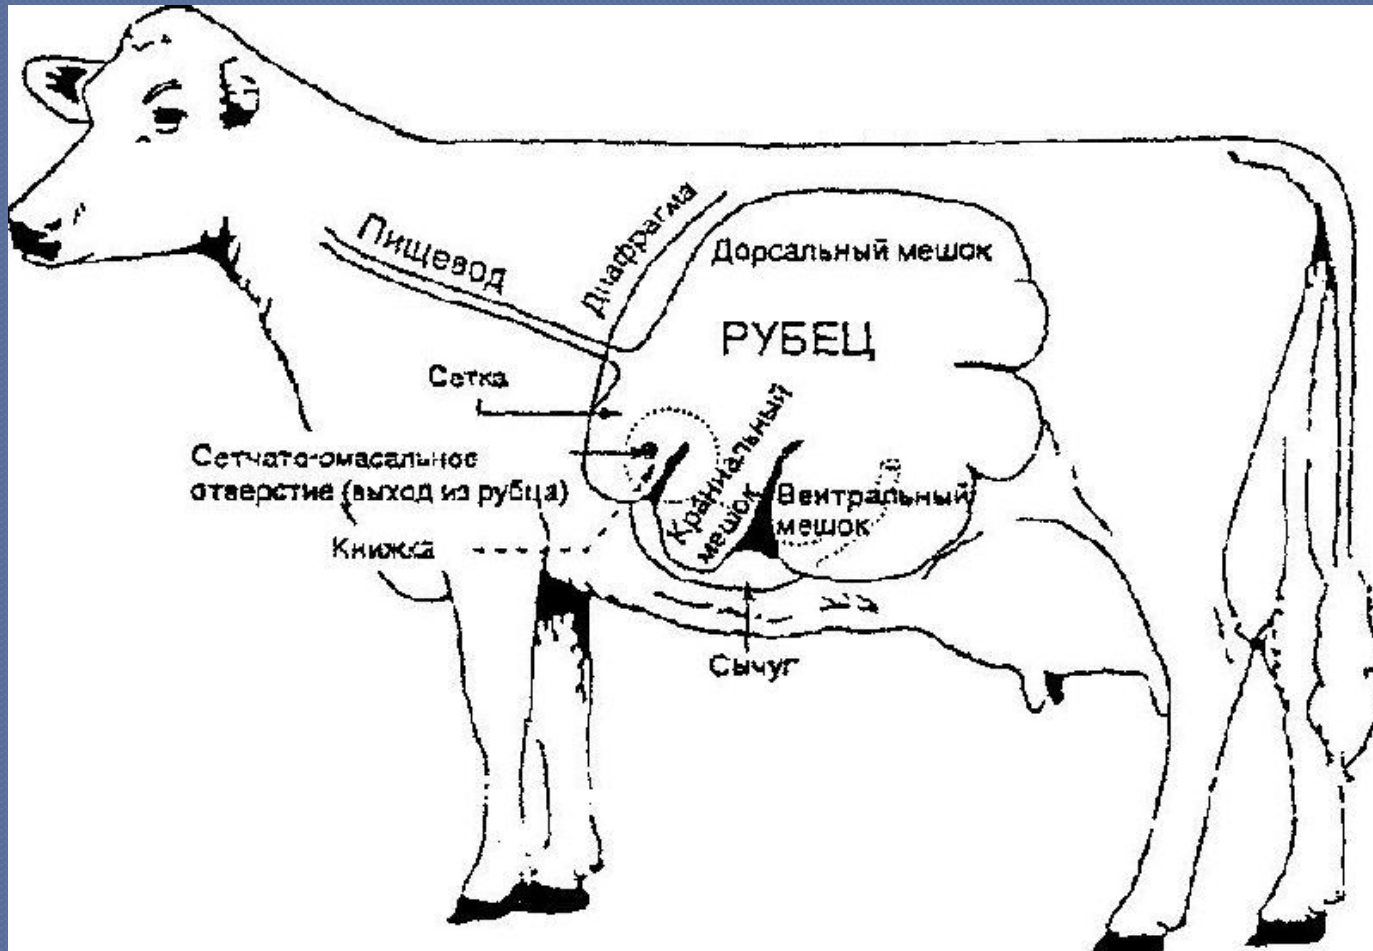 Пищевод
Диафрагма
Дорсальный мешок
РУБЕЦ
Сетка
Краниальный
мешок
Сетчато-омасальное
отверстие (выход из рубца)
Вентральный
мешок
Книжка
Сычуг